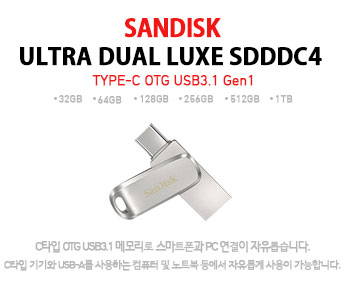 SANDISK
ULTRA DUAL LUXE SDDDC4
TYPE-C OTG USB3.1 Gen1
•32GB •64GB •128GB •256GB •512GB •1TB
SanDisk
C타입 OTG USB3.1 메모리로 스마트폰과 PC 연결이 자유롭습니다.
C타입 기기와 USB-A를 사용하는 컴퓨터 및 노트북 등에서 자유롭게 사용이 가능합니다.